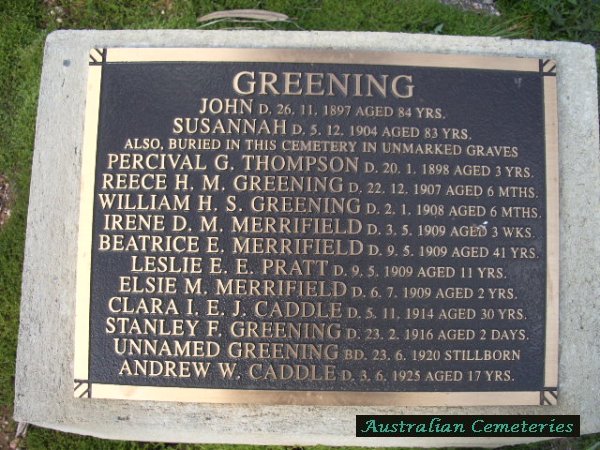 GREENING
JOHN D. 26. 11. 1897 AGED 84 YRS.
SUSANNAH D. 5. 12. 1904 AGED 83 YRS.
ALSO, BURIED IN THIS CEMETERY IN UNMARKED GRAVES
PERCIVAL G. THOMPSON D. 20. 1. 1898 AGED 3 YRS.
REECE H. M. GREENING D. 22. 12. 1907 AGED 6 MTHS.
WILLIAM H. S. GREENING D. 2. 1. 1908 AGED 6 MTHS.
IRENE D. M. MERRIFIELD D. 3. 5. 1909 AGED 3 WKS.
BEATRICE E. MERRIFIELD D. 9. 5. 1909 AGED 41 YRS.
LESLIE E. E. PRATT D. 9. 5. 1909 AGED 11 YRS.
ELSIE M. MERRIFIELD D. 6. 7. 1909 AGED 2 YRS.
CLARA I. E. J. CADDLE D. 5. 11. 1914 AGED 30 YRS.
STANLEY F. GREENING D. 23. 2. 1916 AGED 2 DAYS.
UNNAMED GREENING BD. 23. 6. 1920 STILLBORN
ANDREW W. CADDLE D. 3. 6. 1925 AGED 17 YRS.
Australian Cemeteries